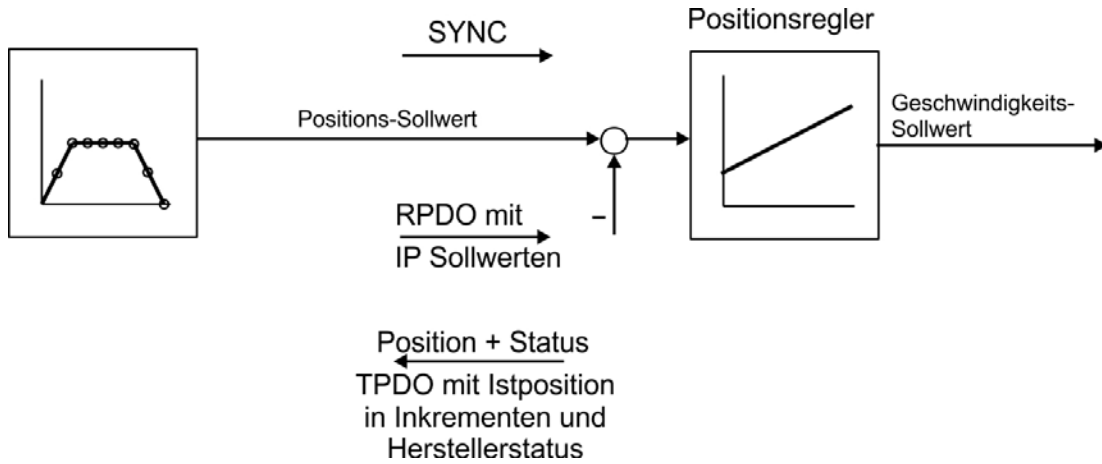 SYNC
Positionsregler
Positions-Sollwert
Geschwindigkeits-
Sollwert
RPDO mit
IP Sollwerten
–
Position + Status
TPDO mit Istposition
in Inkrementen und
Herstellerstatus